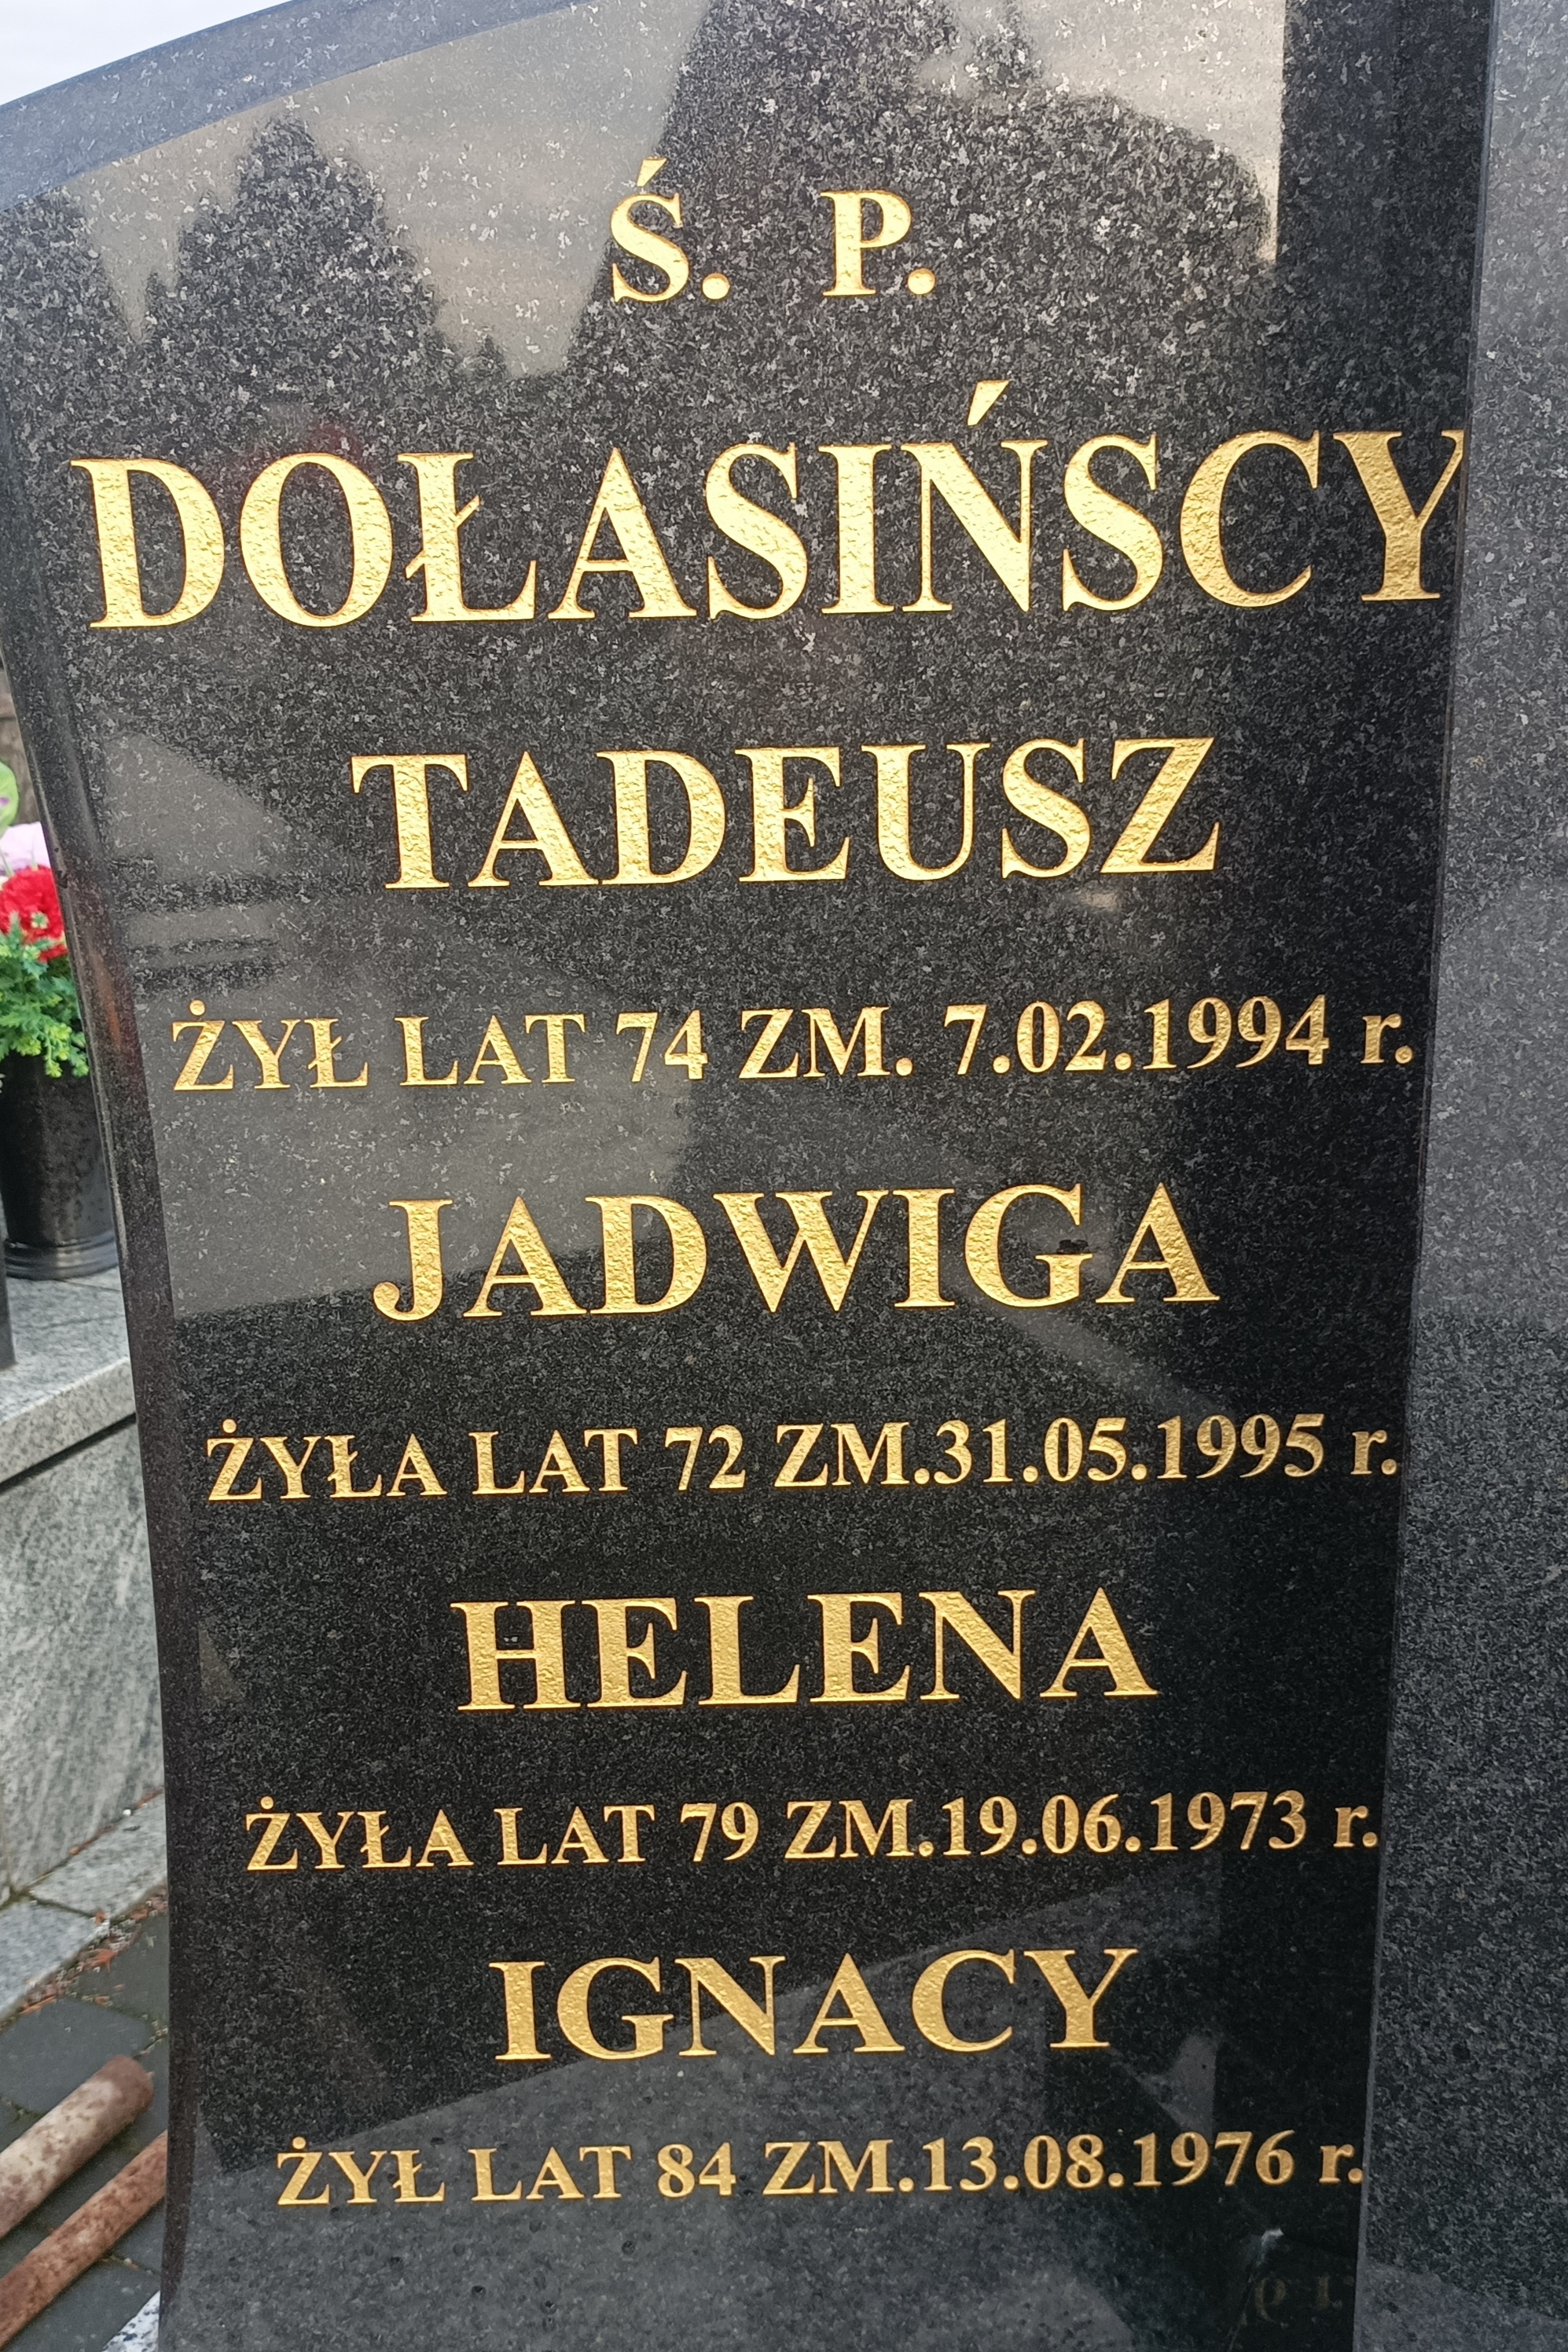 Ś. P.
DOŁASIŃSCY
TADEUSZ
ŻYŁ LAT 74 ZM. 7.02.1994 r.
JADWIGA
ŻYŁA LAT 72 ZM.31.05.1995 r.
HELENA
ŻYŁA LAT 79 ZM.19.06.1973 r.
IGNACY
ŻYŁ LAT 84 ZM.13.08.1976 r.